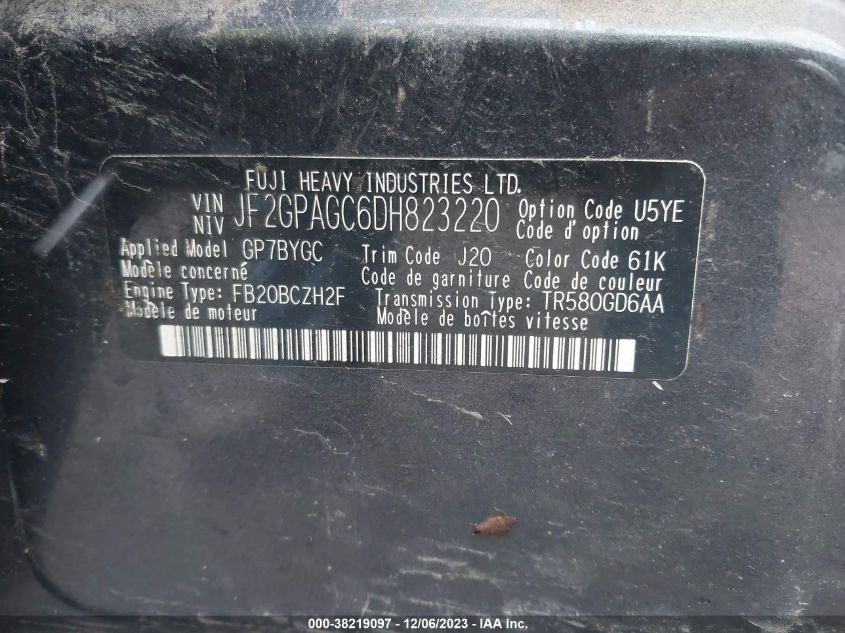 FUJI HEAVY INDUSTRIES LTD.
VIN NIV JF2GPAGC6DH823220 Option Code U5YE
Code d'option
Applied Model GP7BYGC Trim Code J20 Color Code 61K
Modèle concerné Code de garniture Code de couleur
Engine Type: FB20BCZH2F Transmission Type: TR580GD6AA
Modèle de moteur Modèle de boîtes vitesse
000-38219097 - 12/06/2023 - IAA Inc.